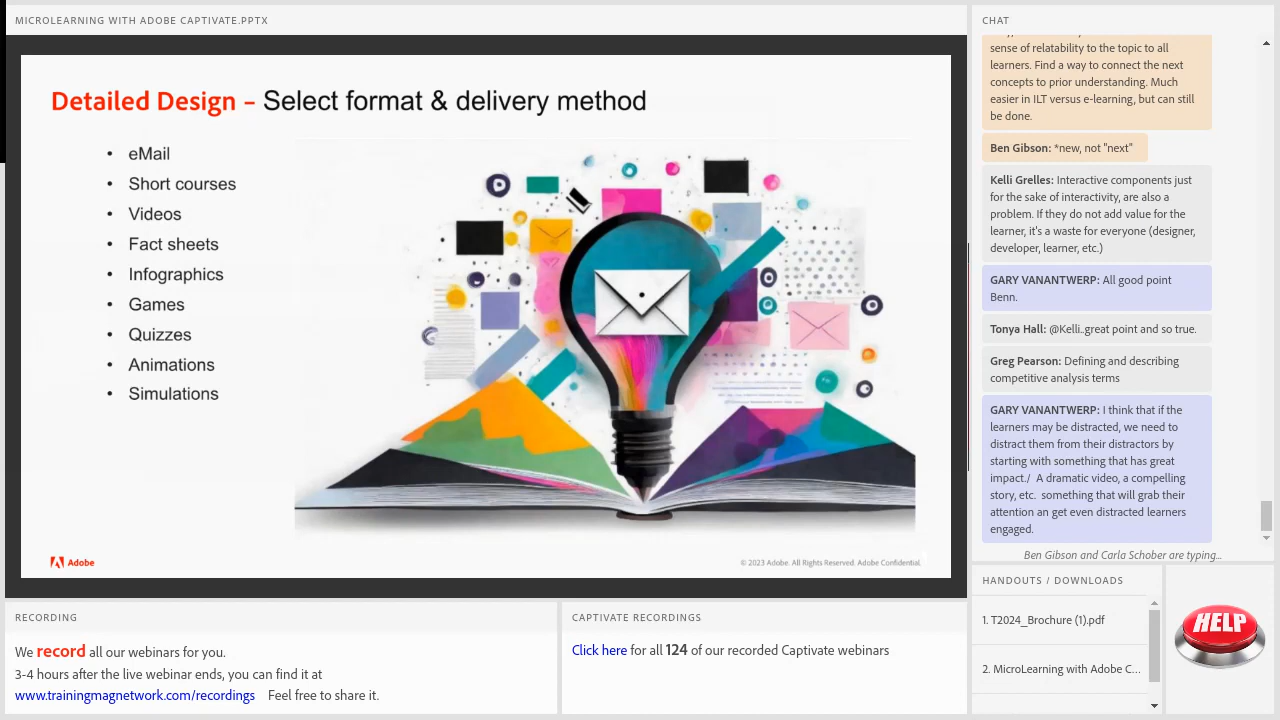 MICROLEARNING WITH ADOBE CAPTIVATE.PPTX
Detailed Design – Select format & delivery method
• eMail
• Short courses
• Videos
• Fact sheets
• Infographics
• Games
• Quizzes
• Animations
• Simulations
Adobe
© 2023 Adobe. All Rights Reserved. Adobe Confidential.
RECORDING
We record all our webinars for you.
3-4 hours after the live webinar ends, you can find it at
www.trainingmagnetwork.com/recordings Feel free to share it.
CAPTIVATE RECORDINGS
Click here for all 124 of our recorded Captivate webinars
CHAT
sense of relatability to the topic to all
learners. Find a way to connect the next
concepts to prior understanding. Much
easier in ILT versus e-learning, but can still
be done.
Ben Gibson: *new, not "next"
Kelli Grelles: Interactive components just
for the sake of interactivity, are also a
problem. If they do not add value for the
learner, it's a waste for everyone (designer,
developer, learner, etc.)
GARY VANANTWERP: All good point
Benn.
Tonya Hall: @Kelli..great point and so true.
Greg Pearson: Defining and describing
competitive analysis terms
GARY VANANTWERP: I think that if the
learners may be distracted, we need to
distract them from their distractors by
starting with something that has great
impact./ A dramatic video, a compelling
story, etc. something that will grab their
attention an get even distracted learners
engaged.
Ben Gibson and Carla Schober are typing...
HANDOUTS / DOWNLOADS
1. T2024_Brochure (1).pdf
2. MicroLearning with Adobe C...
HELP